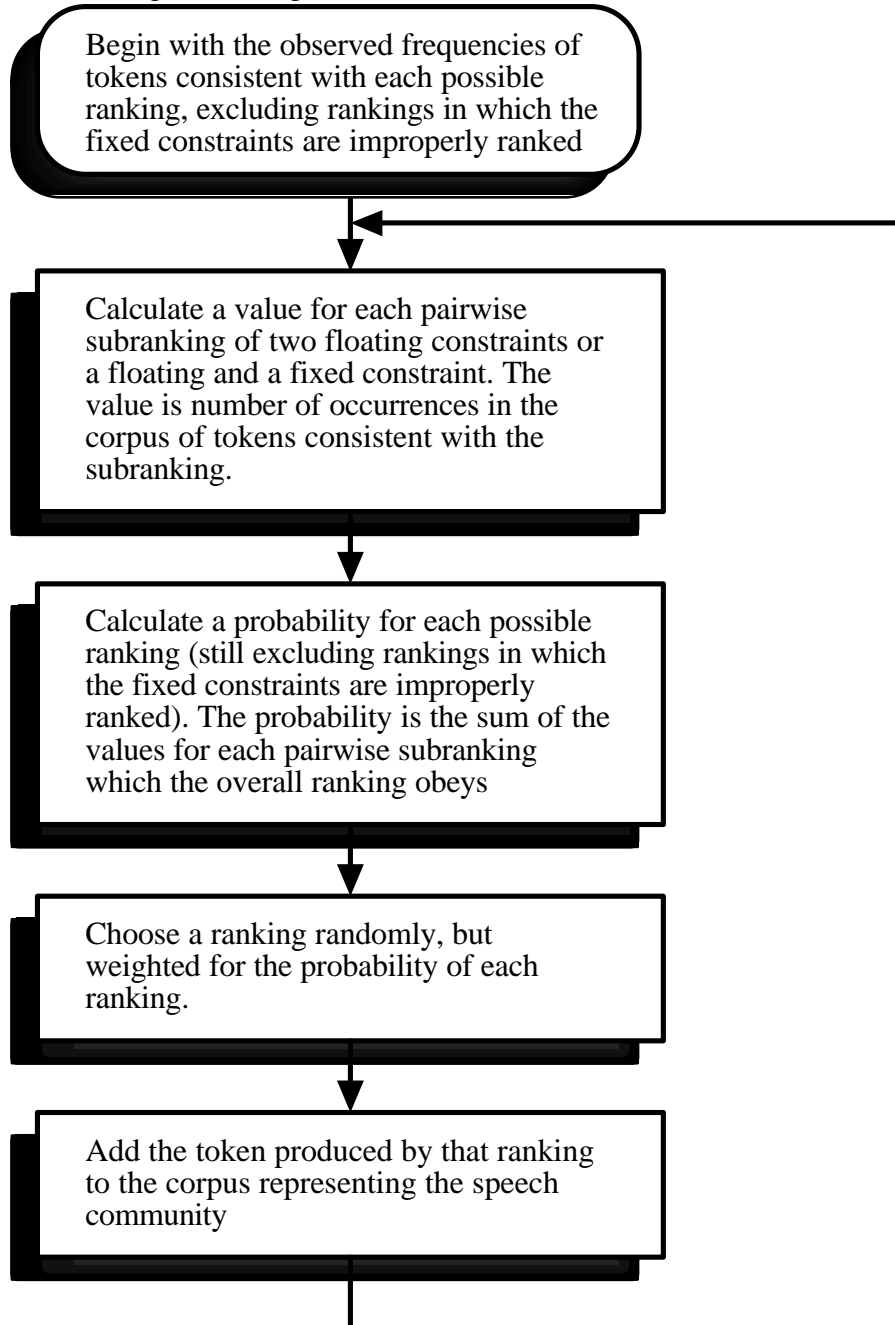 Begin with the observed frequencies of
tokens consistent with each possible
ranking, excluding rankings in which the
fixed constraints are improperly ranked
Calculate a value for each pairwise
subranking of two floating constraints or
a floating and a fixed constraint. The
value is number of occurrences in the
corpus of tokens consistent with the
subranking.
Calculate a probability for each possible
ranking (still excluding rankings in which
the fixed constraints are improperly
ranked). The probability is the sum of the
values for each pairwise subranking
which the overall ranking obeys
Choose a ranking randomly, but
weighted for the probability of each
ranking.
Add the token produced by that ranking
to the corpus representing the speech
community